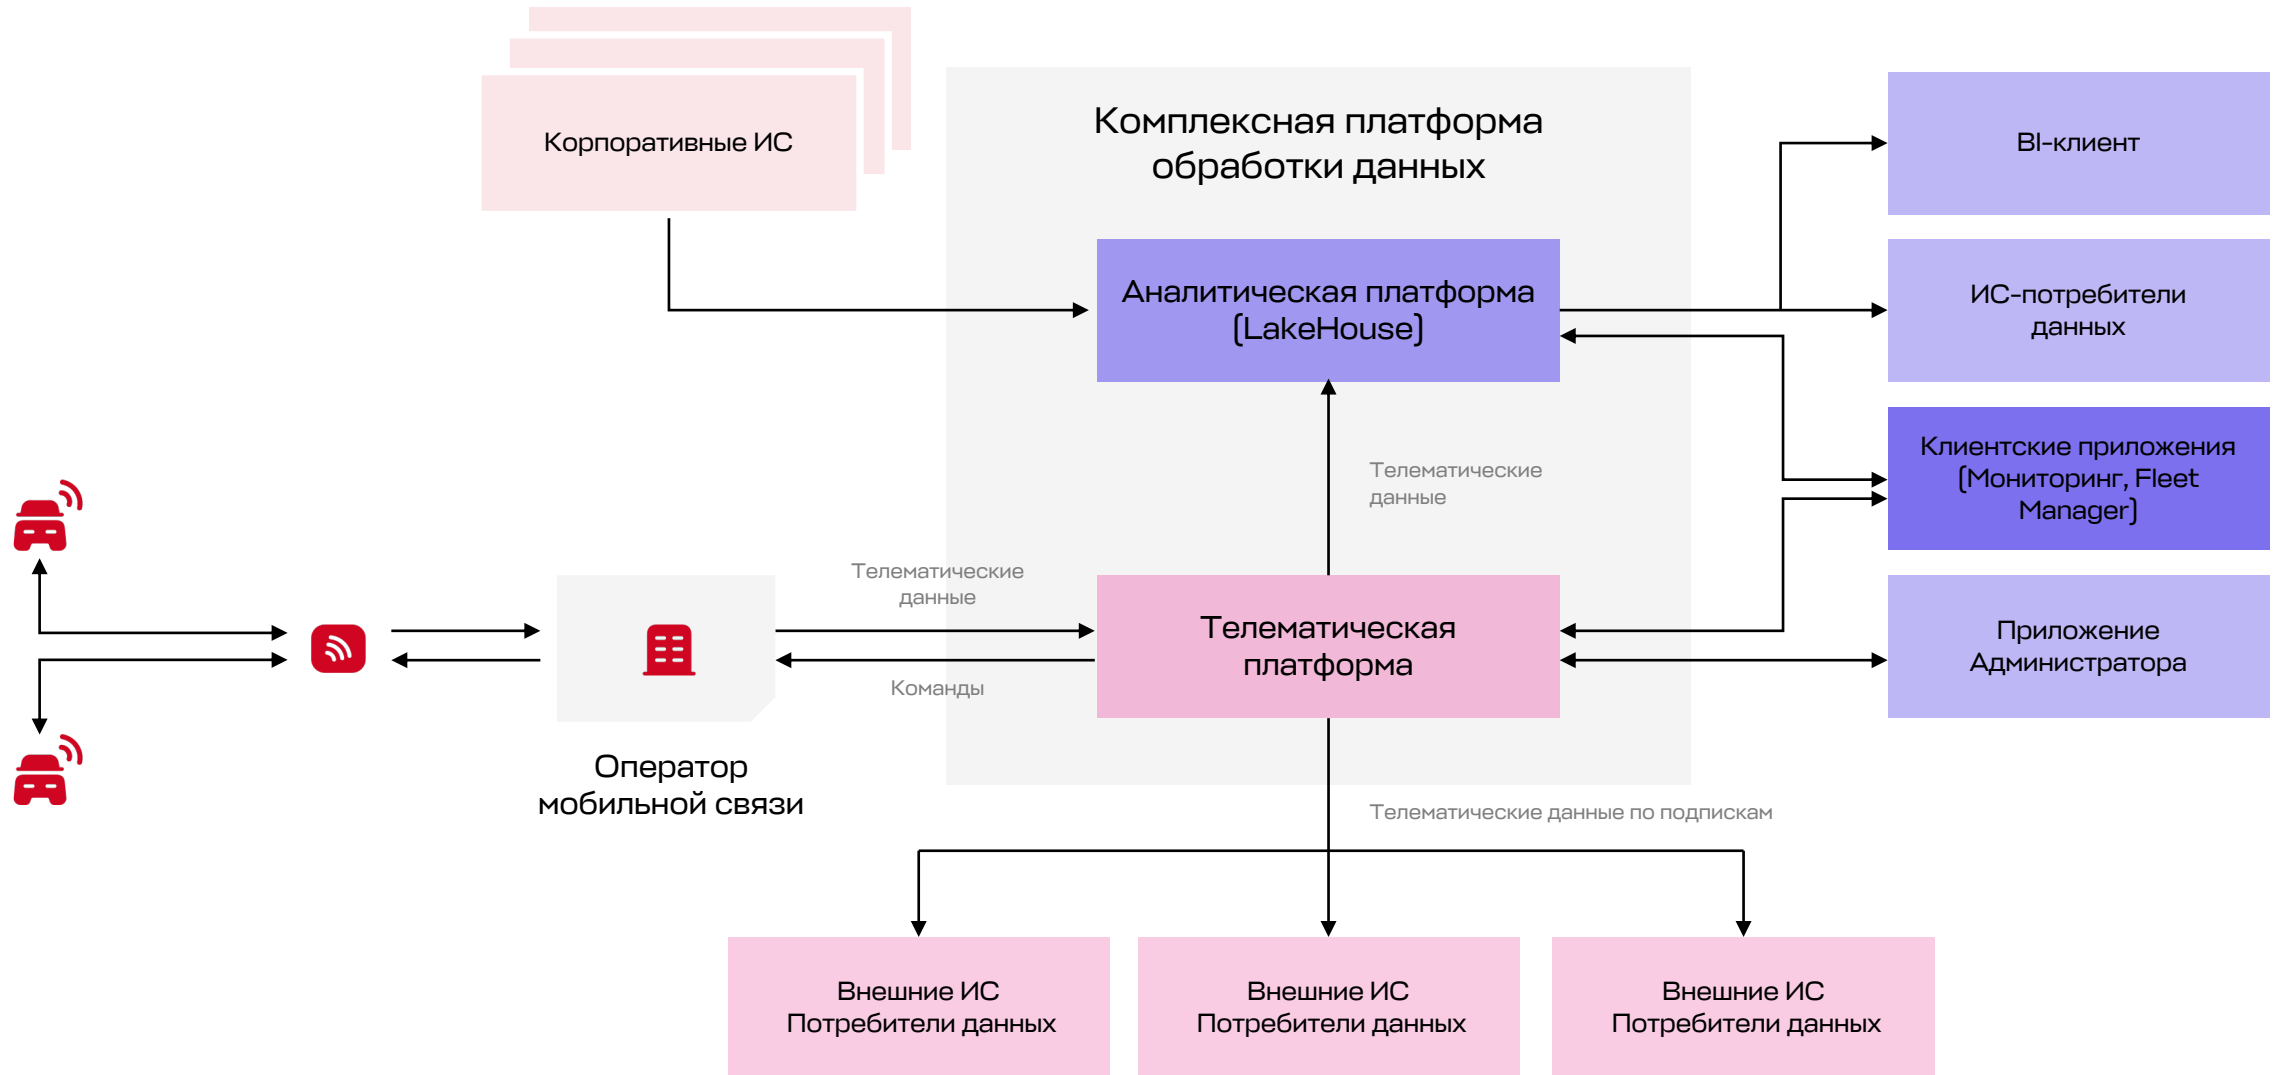 Корпоративные ИС
Комплексная платформа
обработки данных
BI-клиент
Аналитическая платформа
(LakeHouse)
ИС-потребители
данных
Клиентские приложения
(Мониторинг, Fleet
Manager)
Телематические
данные
Телематические
данные
Команды
Телематическая
платформа
Приложение
Администратора
Оператор
мобильной связи
Телематические данные по подпискам
Внешние ИС
Потребители данных
Внешние ИС
Потребители данных
Внешние ИС
Потребители данных